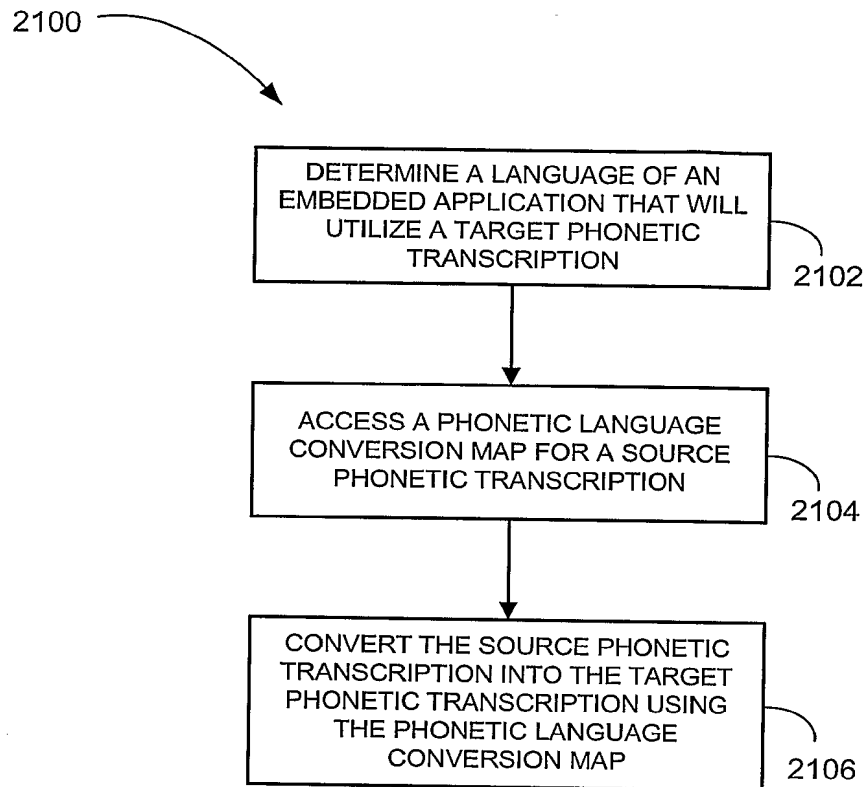 2100
DETERMINE A LANGUAGE OF AN
EMBEDDED APPLICATION THAT WILL
UTILIZE A TARGET PHONETIC
TRANSCRIPTION
2102
ACCESS A PHONETIC LANGUAGE
CONVERSION MAP FOR A SOURCE
PHONETIC TRANSCRIPTION
2104
CONVERT THE SOURCE PHONETIC
TRANSCRIPTION INTO THE TARGET
PHONETIC TRANSCRIPTION USING
THE PHONETIC LANGUAGE
CONVERSION MAP
2106